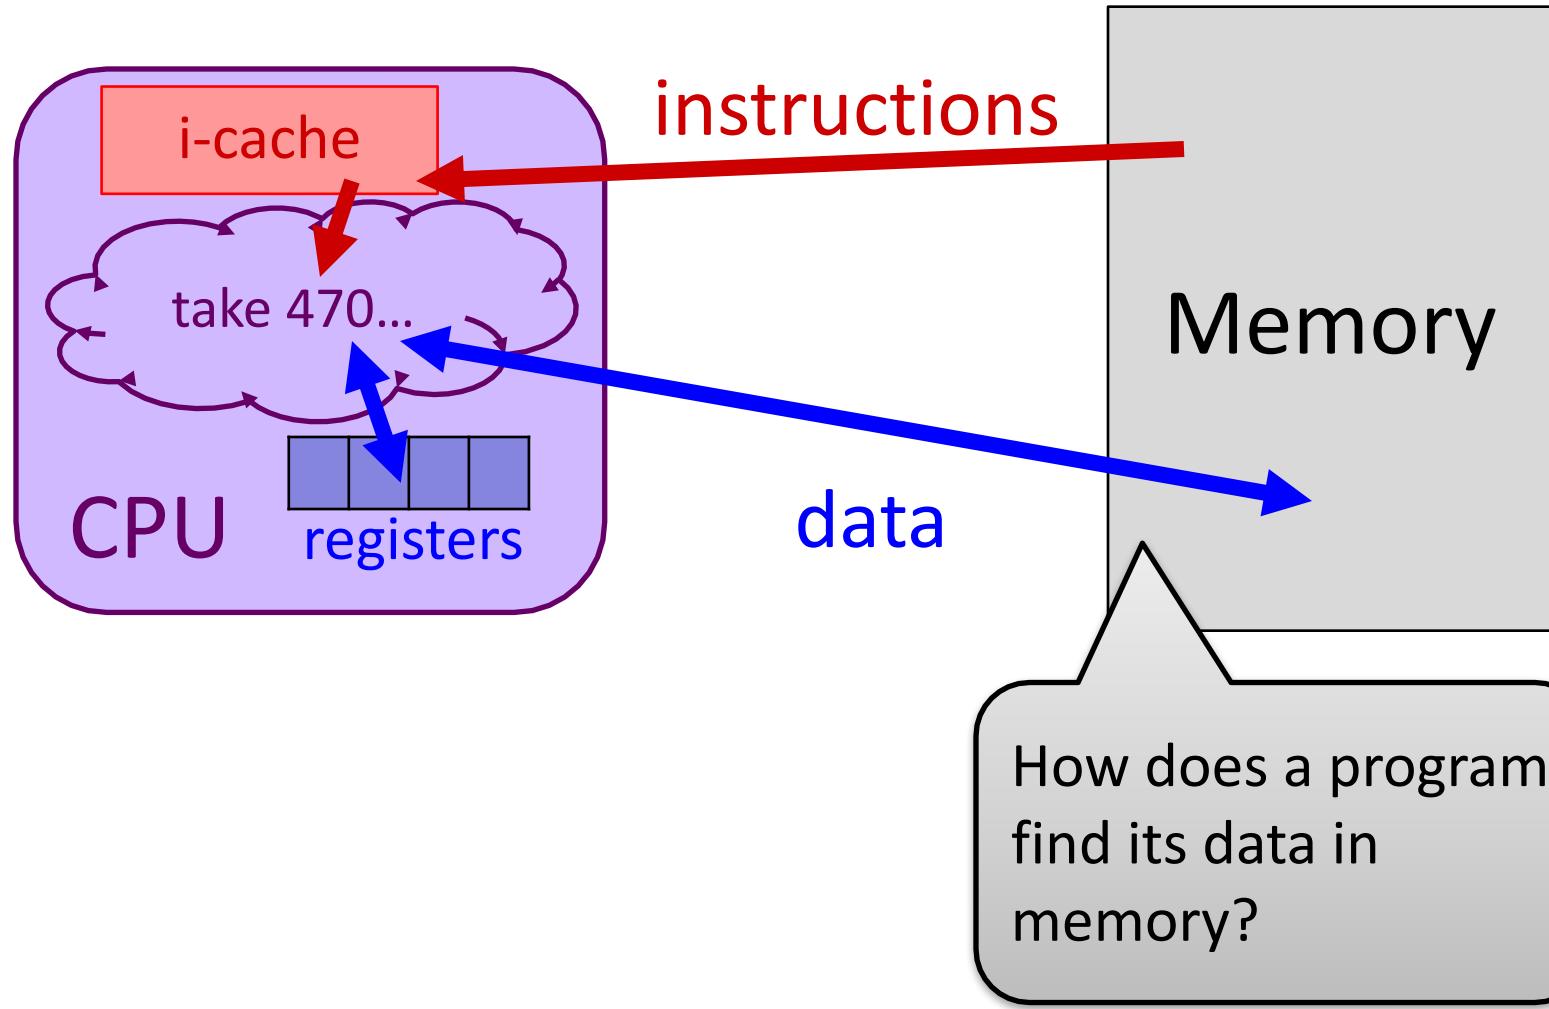 instructions
i-cache
take 470...
Memory
CPU
registers
data
How does a program
find its data in
memory?